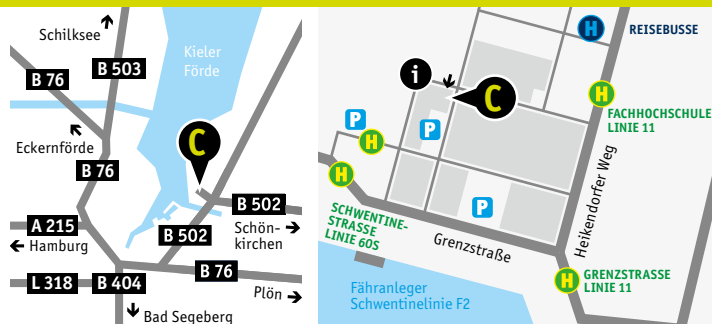 Schilksee
B 76
B 503
Kieler
Förde
Eckernförde
B 76
C
B 502
A 215
Hamburg
B 502
Schön-
kirchen
L 318
B 404
B 76
Plön
Bad Segeberg
H
REISEBUSSE
i
C
H
FACHHOCHSCHULE
LINIE 11
P
H
P
H
P
Heikendorfer Weg
SCHWENTINE-
STRASSE
LINIE 60S
Grenzstraße
H
GRENZSTRASSE
LINIE 11
Fähranleger
Schwentinelinie F2